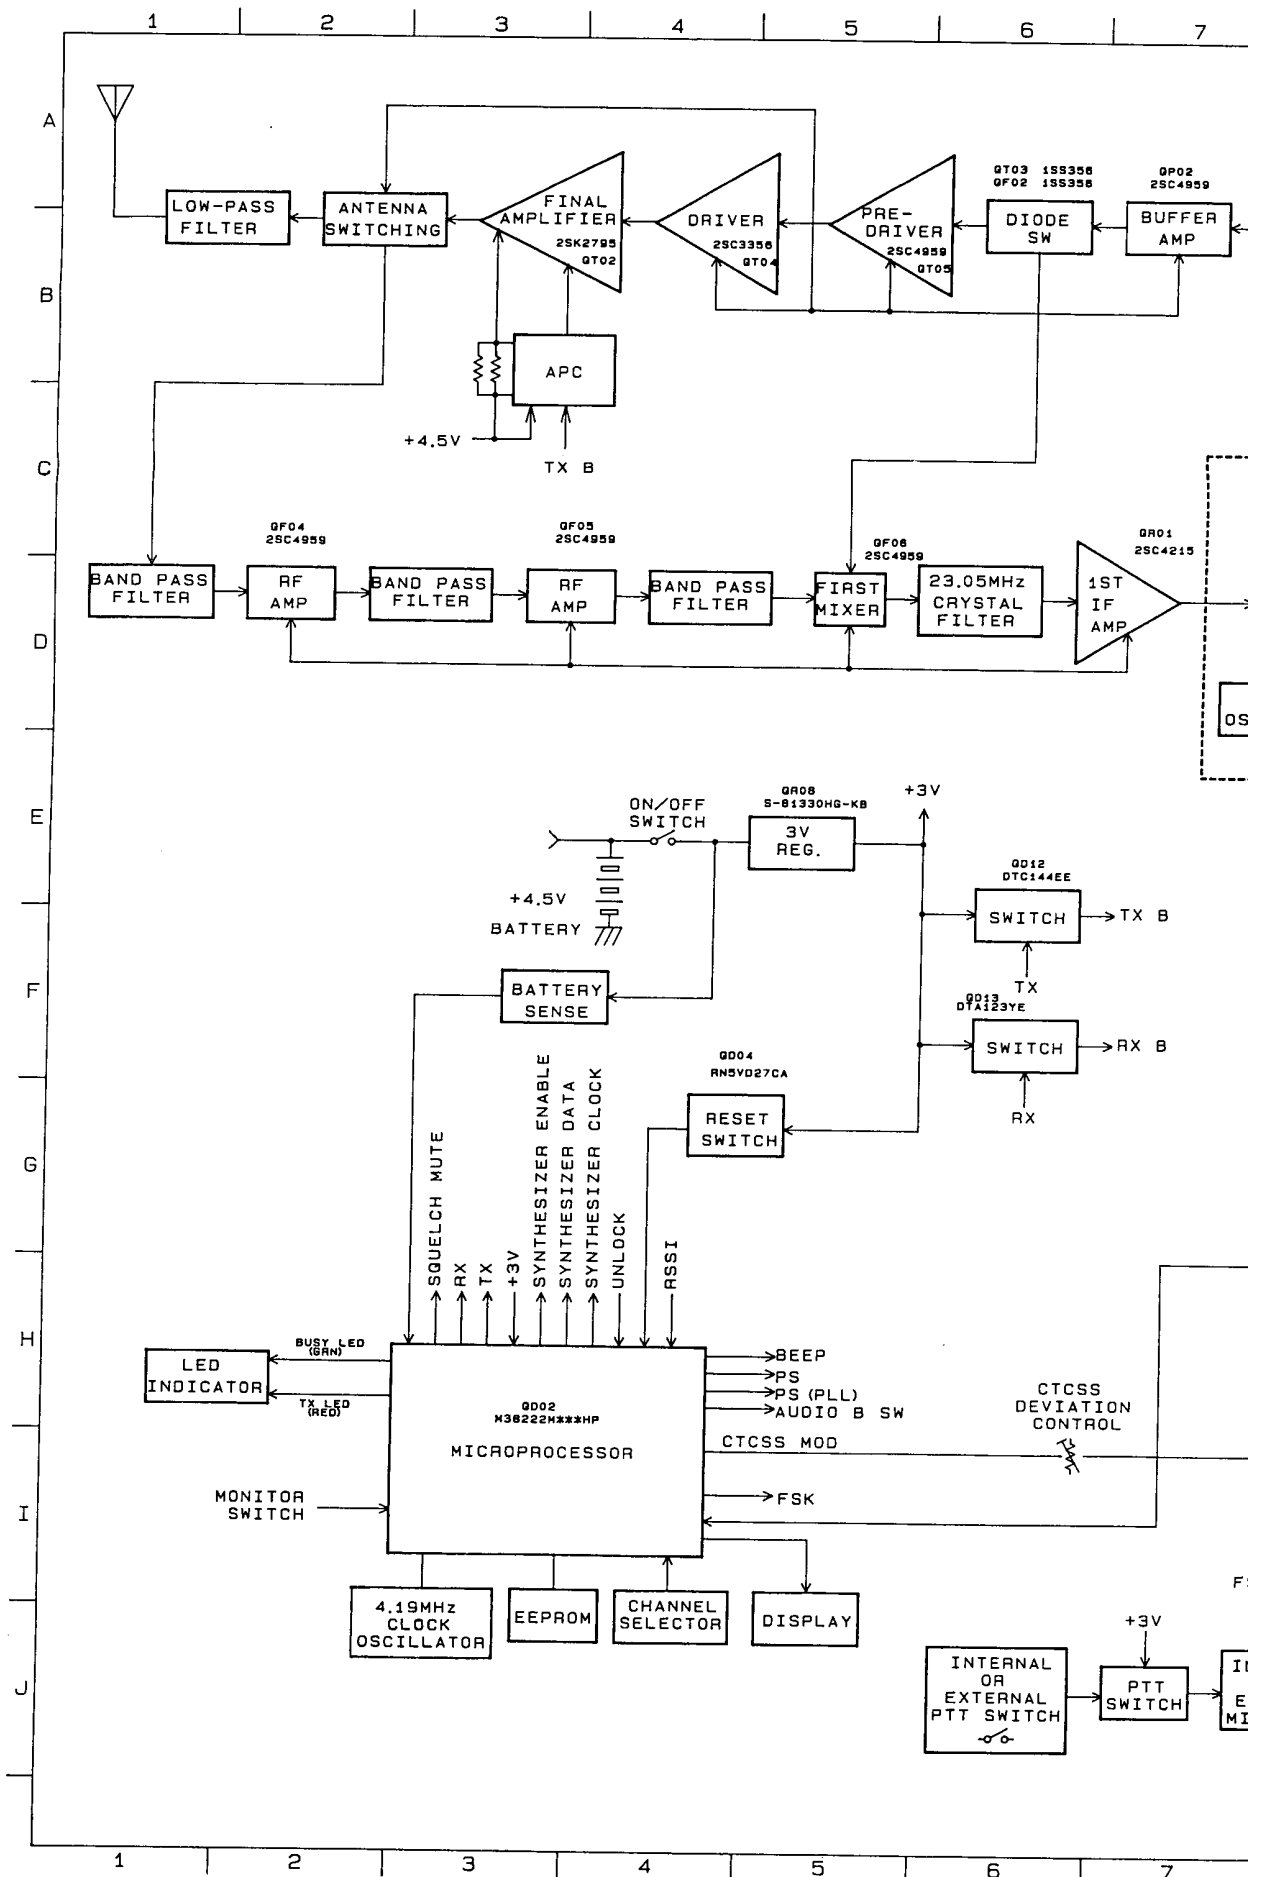 1 2 3 4 5 6 7
A
QT03 1SS356
QF02 1SS356
QP02
2SC4959
LOW-PASS
FILTER
ANTENNA
SWITCHING
FINAL
AMPLIFIER
2SK2795
QT02
DRIVER
2SC3356
QT04
PRE-
DRIVER
2SC4959
QT05
DIODE
SW
BUFFER
AMP
B
APC
+4.5V
TX B
C
QF04
2SC4959
QF05
2SC4959
QF06
2SC4959
QR01
2SC4215
BAND PASS
FILTER
RF
AMP
BAND PASS
FILTER
RF
AMP
BAND PASS
FILTER
FIRST
MIXER
23.05MHz
CRYSTAL
FILTER
1ST
IF
AMP
D
OS
E
ON/OFF
SWITCH
QR08
S-81330HG-KB
3V
REG.
+3V
+4.5V
BATTERY
QD12
DTC144EE
SWITCH
TX B
TX
F
BATTERY
SENSE
QD13
DTA123YE
SWITCH
RX B
RX
QD04
RN5VD27CA
RESET
SWITCH
G
SQUELCH MUTE
RX
TX
+3V
SYNTHESIZER ENABLE
SYNTHESIZER DATA
SYNTHESIZER CLOCK
UNLOCK
RSSI
H
LED
INDICATOR
BUSY LED
(GRN)
TX LED
(RED)
QD02
M38222M***HP
MICROPROCESSOR
BEEP
PS
PS (PLL)
AUDIO B SW
CTCSS MOD
CTCSS
DEVIATION
CONTROL
FSK
I
MONITOR
SWITCH
4.19MHz
CLOCK
OSCILLATOR
EEPROM
CHANNEL
SELECTOR
DISPLAY
J
INTERNAL
OR
EXTERNAL
PTT SWITCH
+3V
PTT
SWITCH
E
MI
1 2 3 4 5 6 7